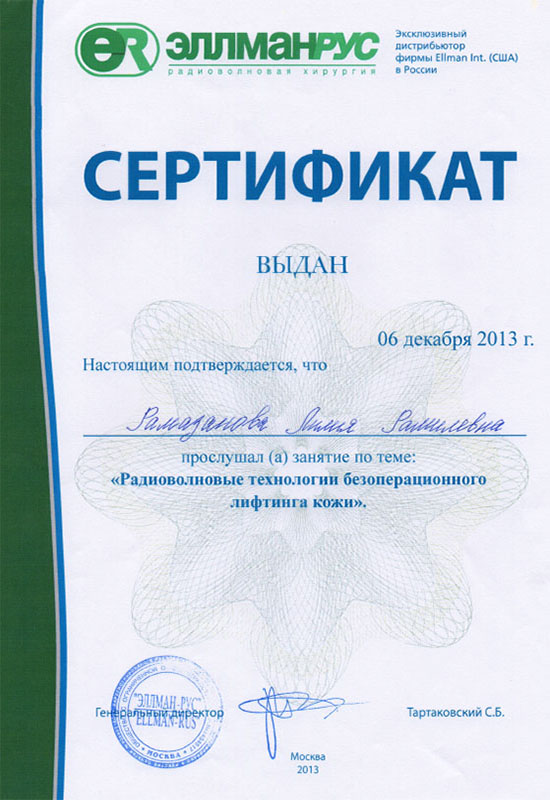 ЭЛЛМАНРУС
радиоволновая хирургия
Эксклюзивный
дистрибьютор
фирмы Ellman Int. (США)
в России
СЕРТИФИКАТ
ВЫДАН
06 декабря 2013 г.
Настоящим подтверждается, что
Рамазанова Лилия Рамилевна
прослушал (а) занятие по теме:
«Радиоволновые технологии безоперационного
лифтинга кожи».
"ЭЛЛМАН-РУС"
ELLMAN-RUS
МОСКВА
Генеральный директор
Тартаковский С.Б.
Москва
2013